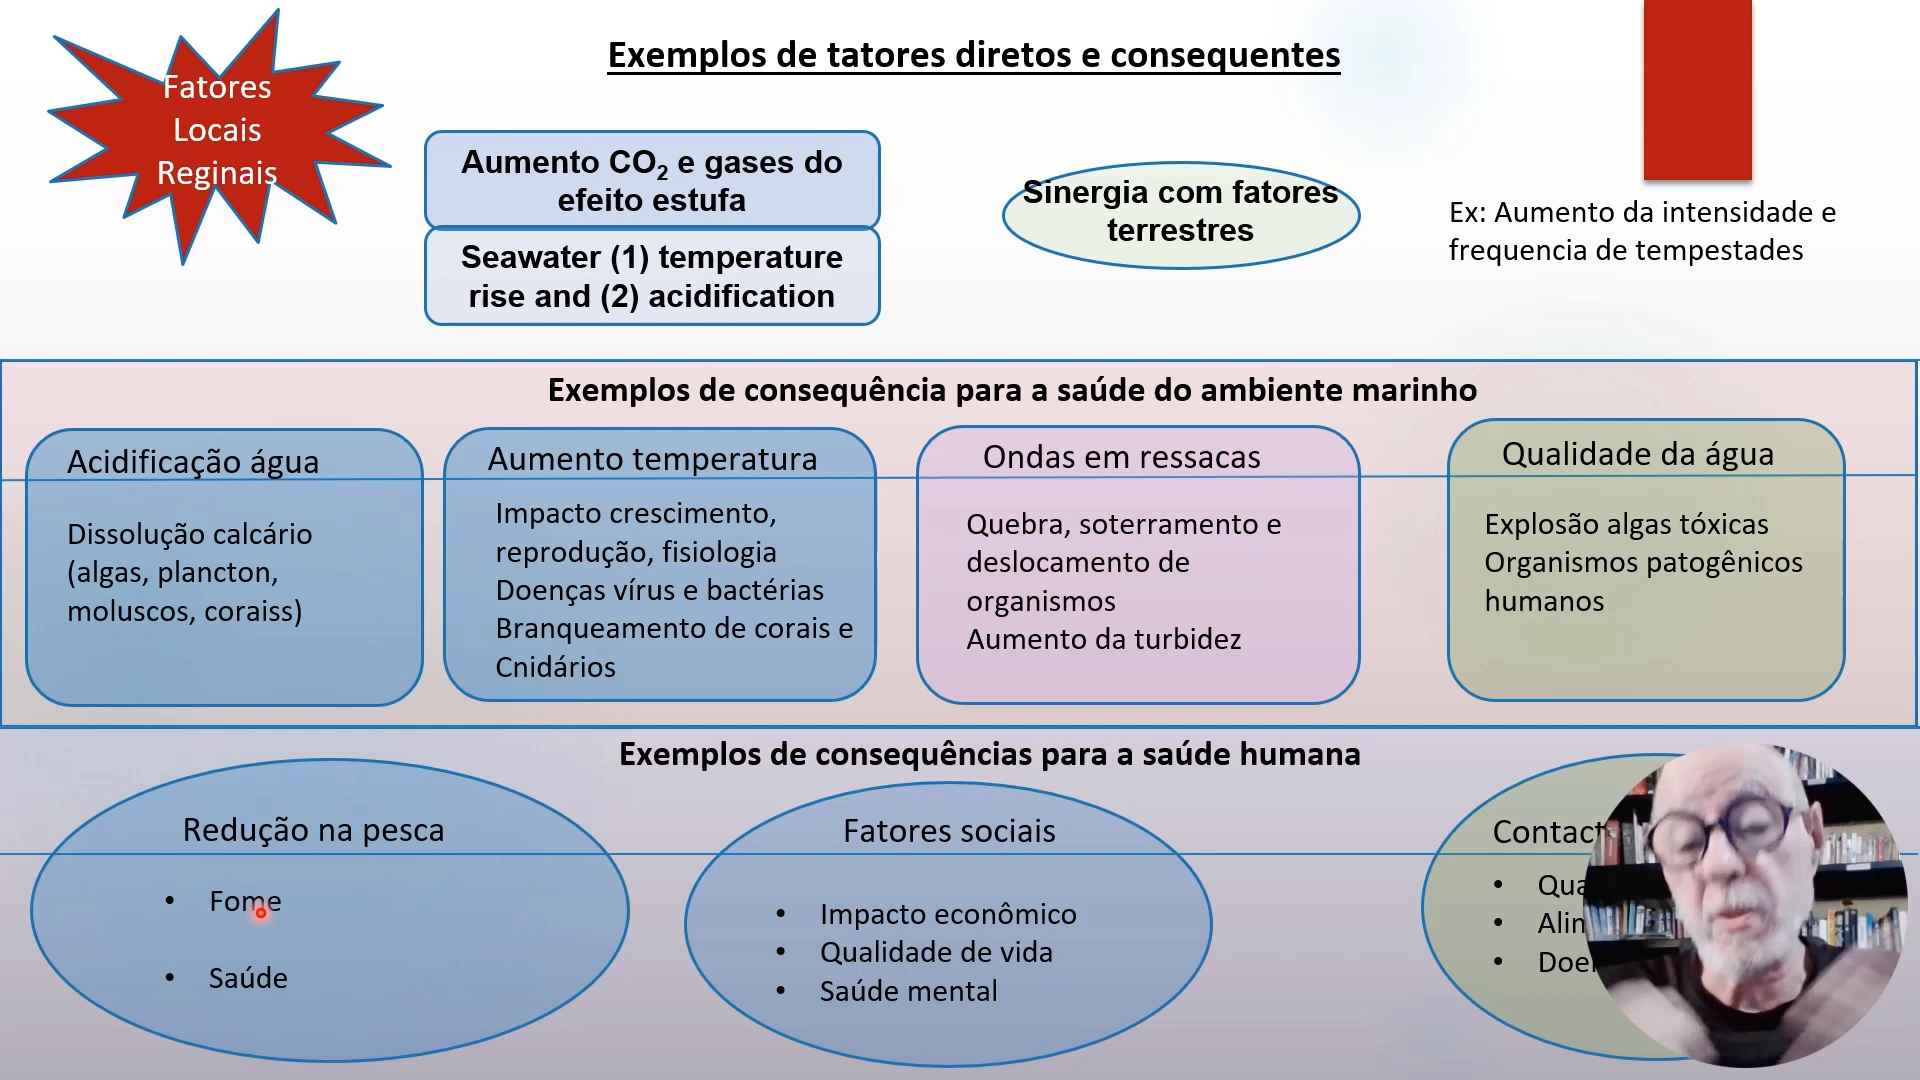 Exemplos de tatores diretos e consequentes
Fatores
Locais
Reginais
Aumento CO₂ e gases do
efeito estufa
Seawater (1) temperature
rise and (2) acidification
Sinergia com fatores
terrestres
Ex: Aumento da intensidade e
frequencia de tempestades
Exemplos de consequência para a saúde do ambiente marinho
Acidificação água
Dissolução calcário
(algas, plancton,
moluscos, coraiss)
Aumento temperatura
Impacto crescimento,
reprodução, fisiologia
Doenças vírus e bactérias
Branqueamento de corais e
Cnidários
Ondas em ressacas
Quebra, soterramento e
deslocamento de
organismos
Aumento da turbidez
Qualidade da água
Explosão algas tóxicas
Organismos patogênicos
humanos
Exemplos de consequências para a saúde humana
Redução na pesca
• Fome
• Saúde
Fatores sociais
• Impacto econômico
• Qualidade de vida
• Saúde mental